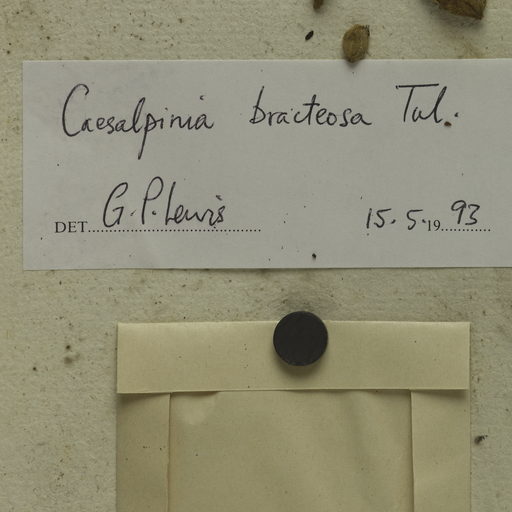 Caesalpinia bracteosa Tul.
DET. G. P. Lewis 15. 5. 19 93